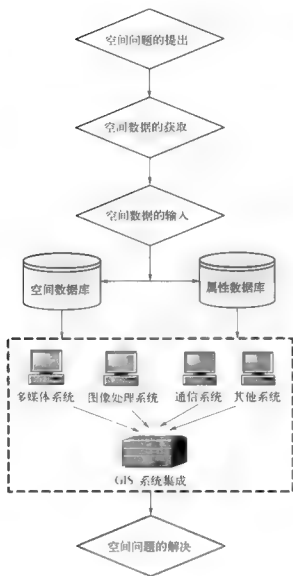 空间问题的提出
空间数据的获取
空间数据的输入
空间数据库
属性数据库
多媒体系统 图像处理系统 通信系统 其他系统
GIS 系统集成
空间问题的解决